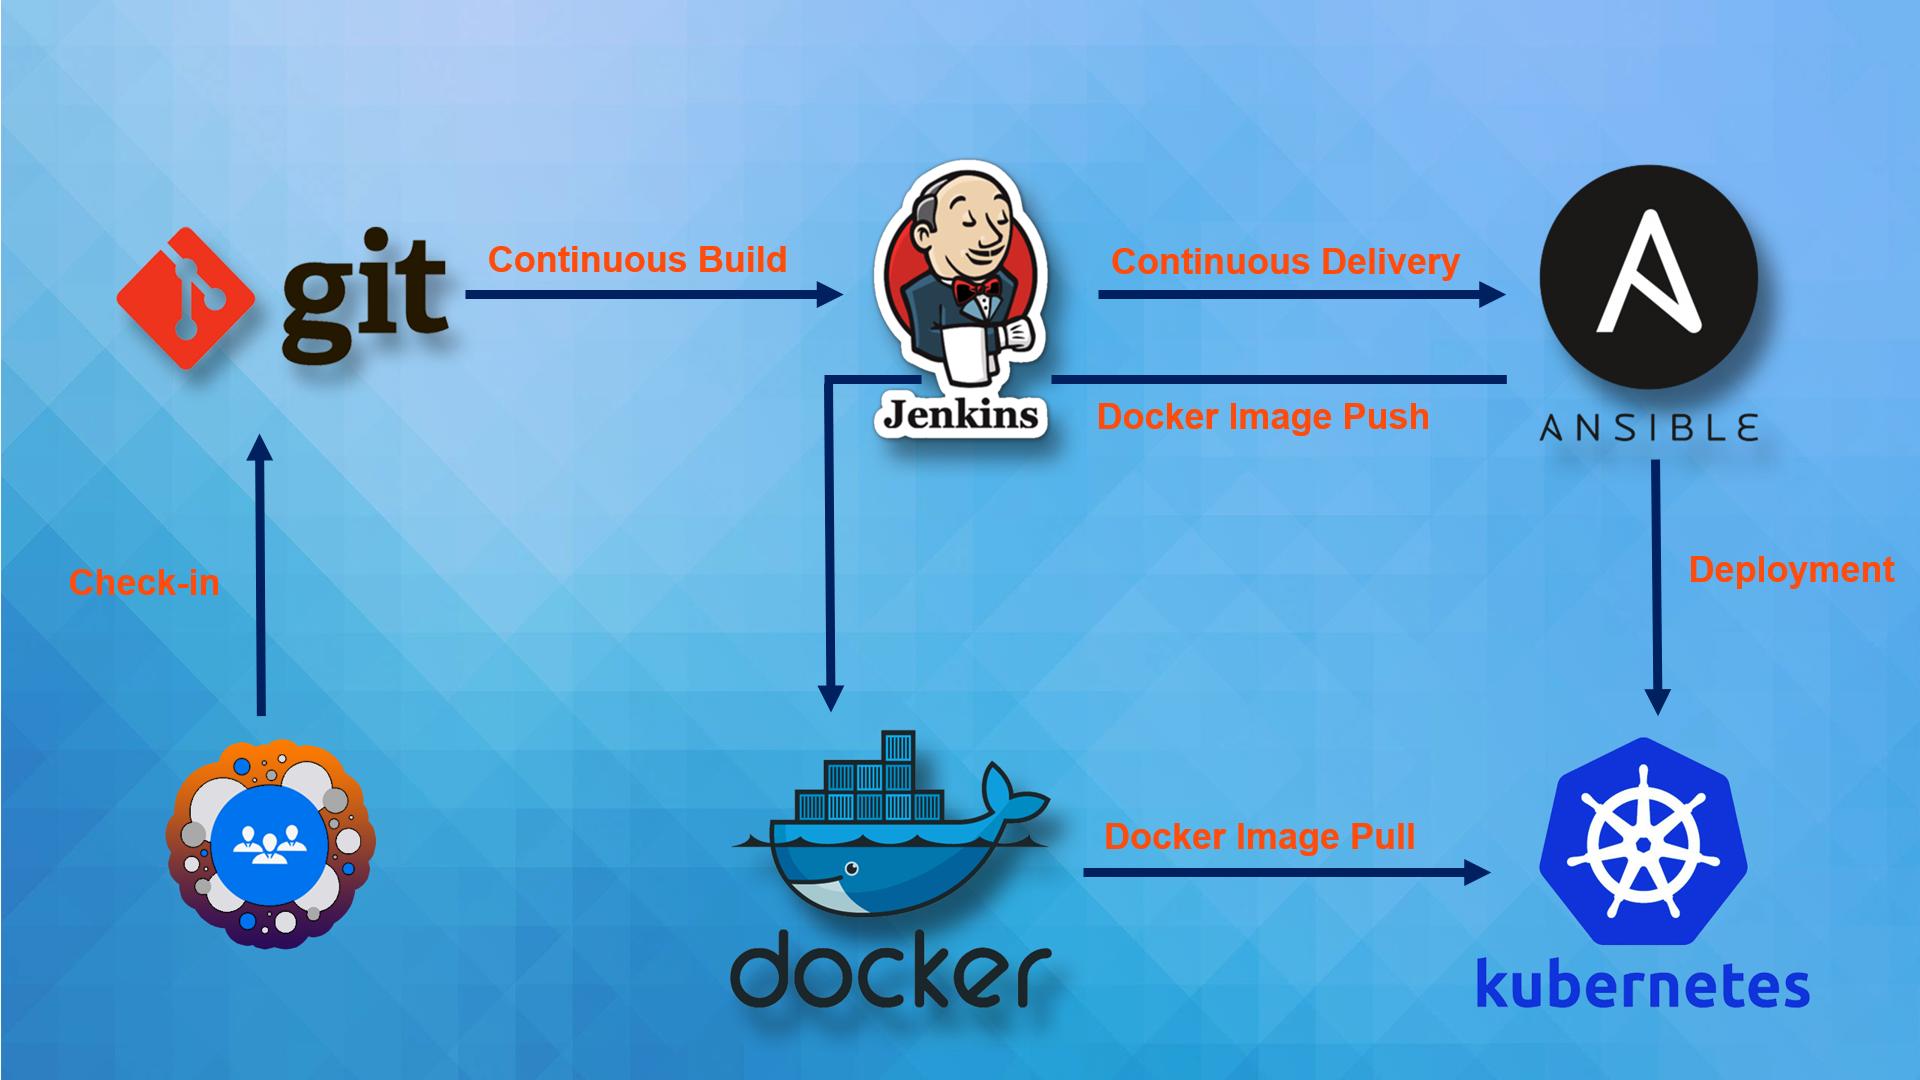 git
Continuous Build
Jenkins
Continuous Delivery
ANSIBLE
Docker Image Push
Check-in
Deployment
docker
Docker Image Pull
kubernetes